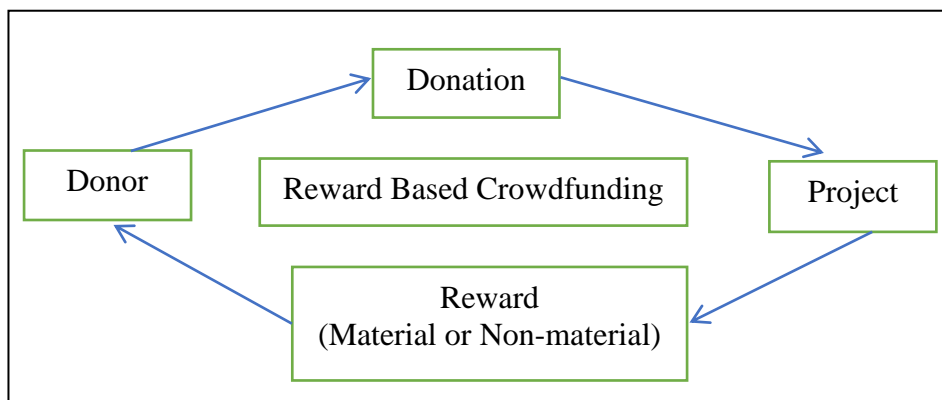 Donation
Donor
Reward Based Crowdfunding
Project
Reward
(Material or Non-material)